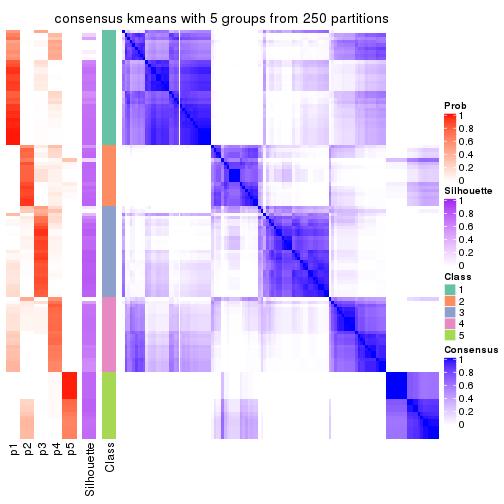 consensus kmeans with 5 groups from 250 partitions
Prob
1
0.8
0.6
0.4
0.2
0
Silhouette
1
0.8
0.6
0.4
0.2
0
Class
1
2
3
4
5
Consensus
1
0.8
0.6
0.4
0.2
0
p1
p2
p3
p4
p5
Silhouette
Class